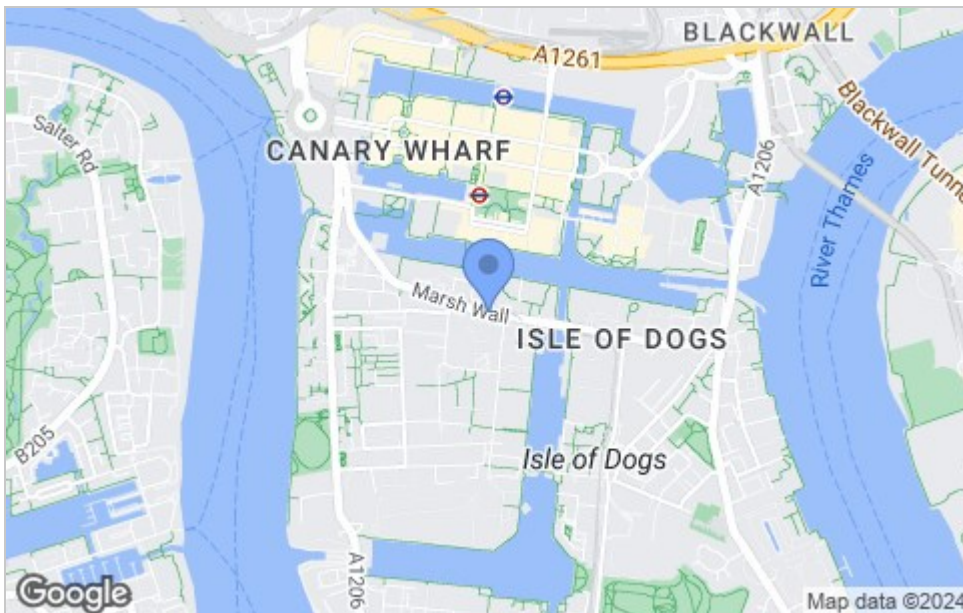 BLACKWALL
A1261
Blackwall Tunne
Salter Rd
CANARY WHARF
A1206
River Thames
Marsh Wall
ISLE OF DOGS
B205
Isle of Dogs
A1206
Google
Map data ©2024